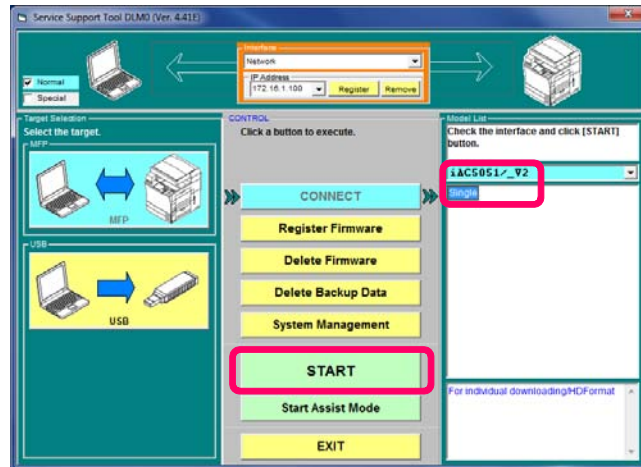 Service Support Tool DLM0 (Ver. 4.41E)
Normal
Special
Interface
Network
IP Address
172.16.1.100
Register
Remove
Target Selection
Select the target.
MFP
MFP
USB
USB
CONTROL
Click a button to execute.
CONNECT
Register Firmware
Delete Firmware
Delete Backup Data
System Management
START
Start Assist Mode
EXIT
Model List
Check the interface and click [START]
button.
iAC5051/_V2
Single
For individual downloading/HDFormat